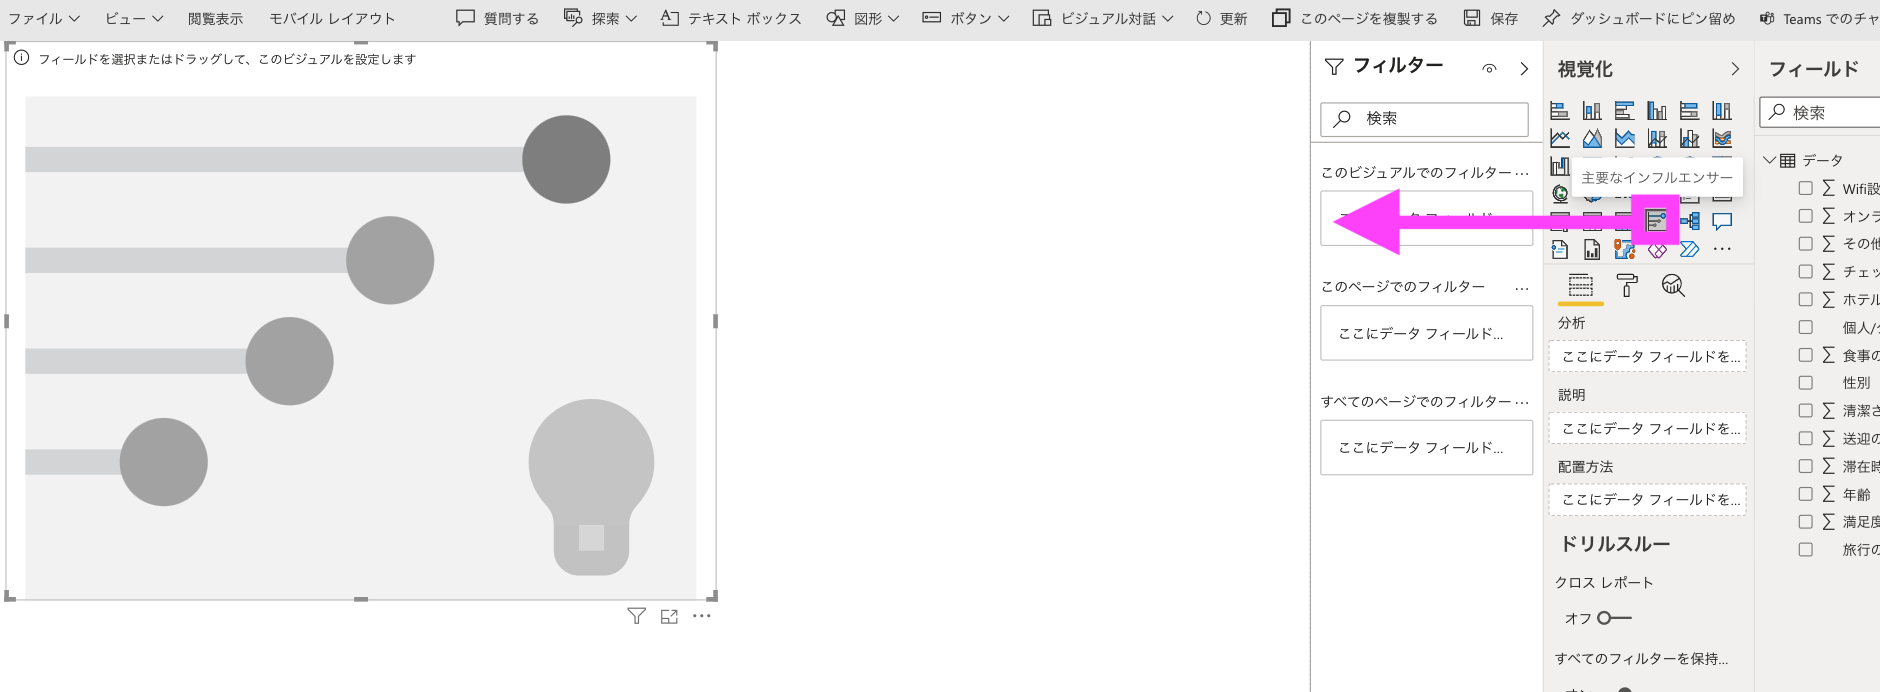 ファイル ビュー 閲覧表示 モバイル レイアウト 質問する 探索 テキスト ボックス 図形 ボタン ビジュアル対話 更新 このページを複製する 保存 ダッシュボードにピン留め Teams でのチャ
フィールドを選択またはドラッグして、このビジュアルを設定します
フィルター
検索
このビジュアルでのフィルター ...
このページでのフィルター ...
ここにデータ フィールド...
すべてのページでのフィルター ...
ここにデータ フィールド...
視覚化
主要なインフルエンサー
...
分析
ここにデータ フィールドを...
説明
ここにデータ フィールドを...
配置方法
ここにデータ フィールドを...
ドリルスルー
クロス レポート
オフ
すべてのフィルターを保持...
フィールド
検索
データ
Wifi設
オンラ
その他
チェッ
ホテル
個人/
食事の
性別
清潔さ
送迎の
滞在時
年齢
満足度
旅行の